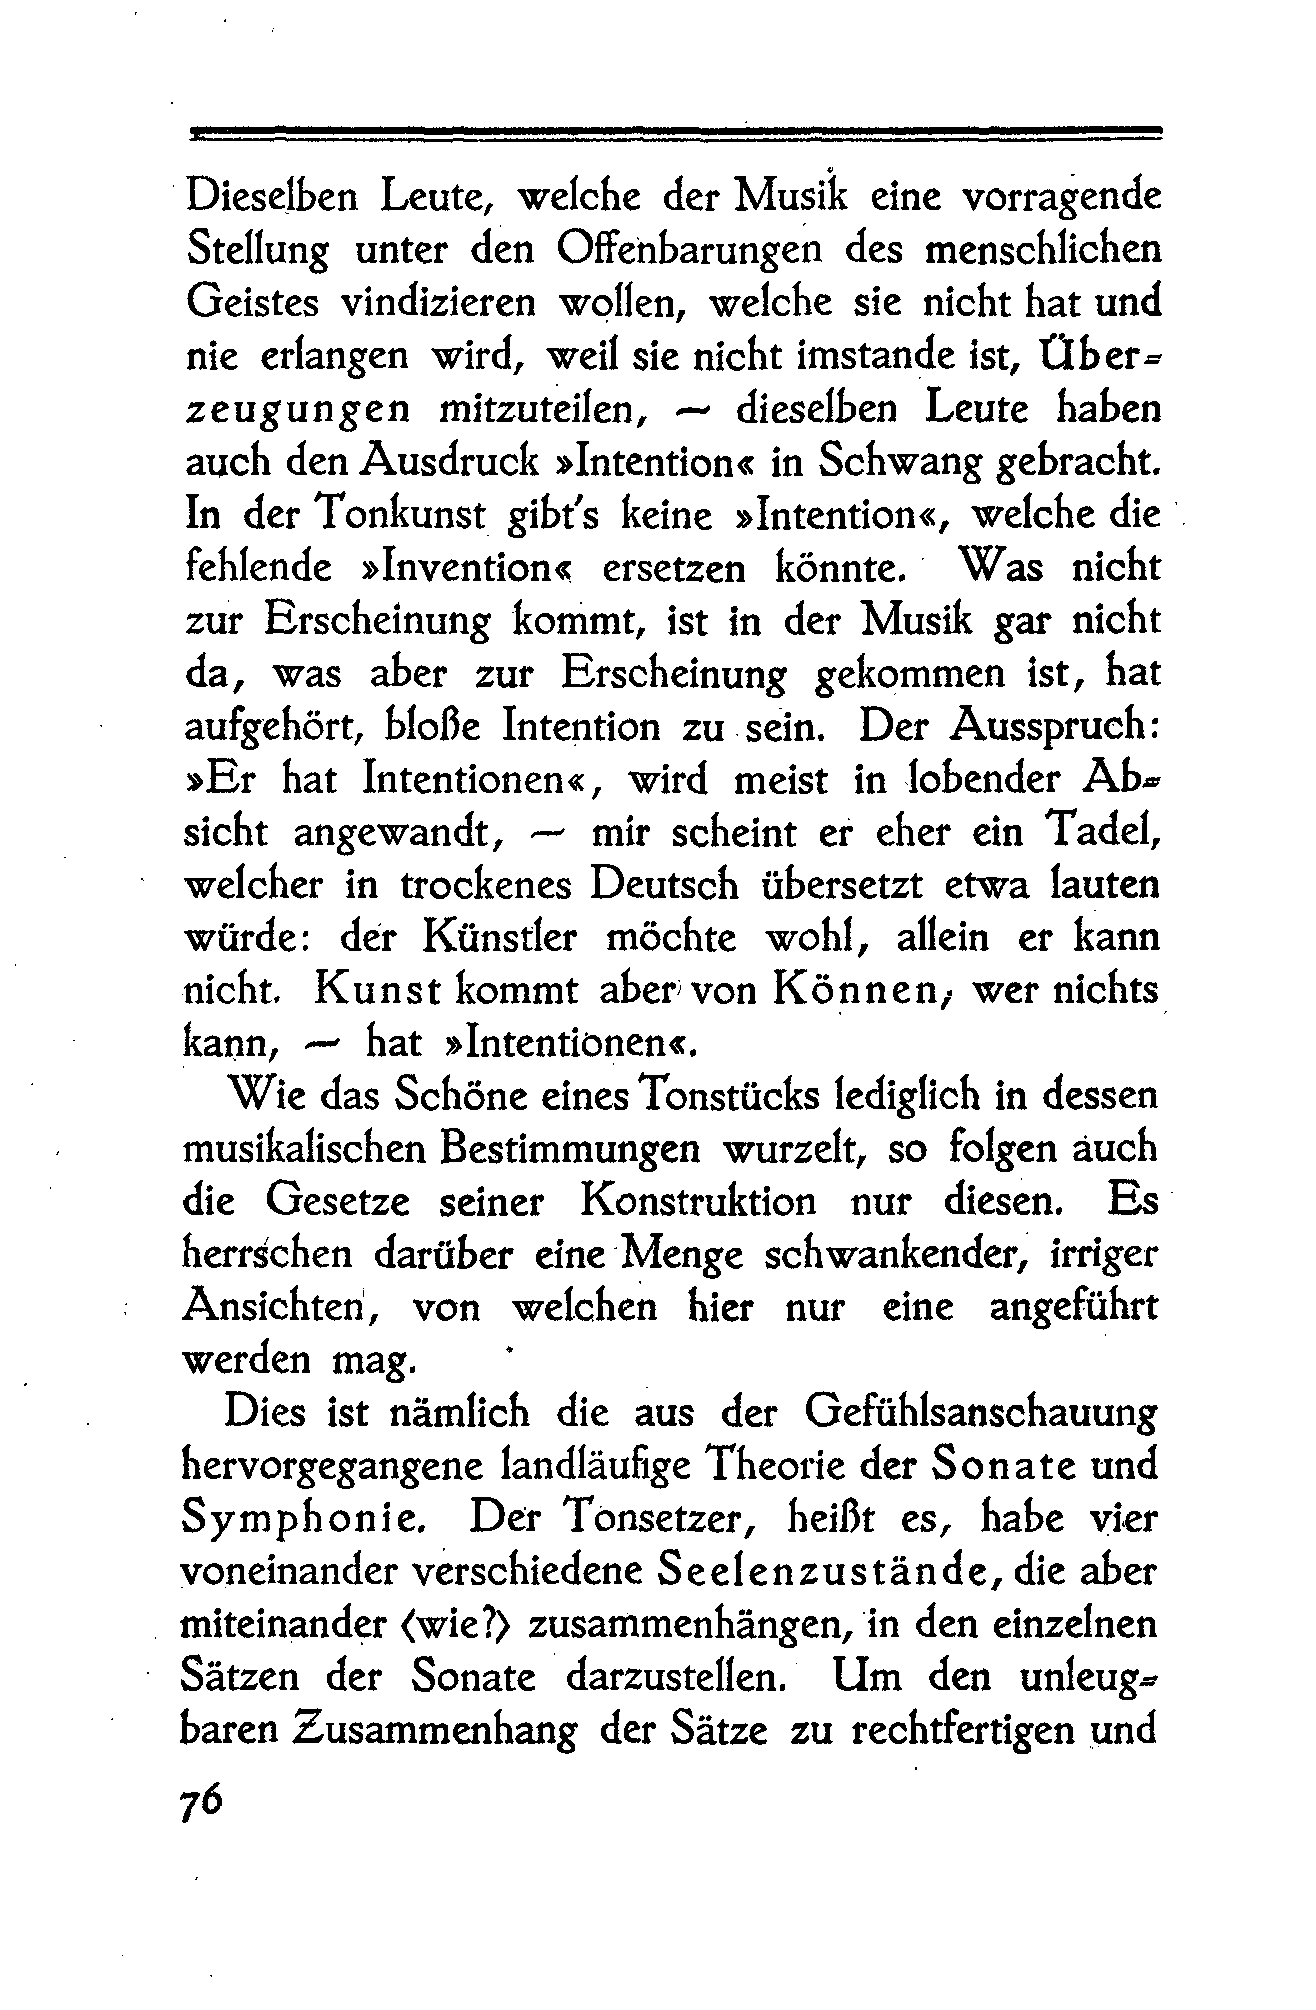 Dieselben Leute, welche der Musik eine vorragende
Stellung unter den Offenbarungen des menschlichen
Geistes vindizieren wollen, welche sie nicht hat und
nie erlangen wird, weil sie nicht imstande ist, Über-
zeugungen mitzuteilen, — dieselben Leute haben
auch den Ausdruck »Intention« in Schwang gebracht.
In der Tonkunst gibt's keine »Intention«, welche die
fehlende »Invention« ersetzen könnte. Was nicht
zur Erscheinung kommt, ist in der Musik gar nicht
da, was aber zur Erscheinung gekommen ist, hat
aufgehört, bloße Intention zu sein. Der Ausspruch:
»Er hat Intentionen«, wird meist in lobender Ab-
sicht angewandt, — mir scheint er eher ein Tadel,
welcher in trockenes Deutsch übersetzt etwa lauten
würde: der Künstler möchte wohl, allein er kann
nicht. Kunst kommt aber von Können; wer nichts
kann, — hat »Intentionen«.
Wie das Schöne eines Tonstücks lediglich in dessen
musikalischen Bestimmungen wurzelt, so folgen auch
die Gesetze seiner Konstruktion nur diesen. Es
herrschen darüber eine Menge schwankender, irriger
Ansichten, von welchen hier nur eine angeführt
werden mag.
Dies ist nämlich die aus der Gefühlsanschauung
hervorgegangene landläufige Theorie der Sonate und
Symphonie. Der Tonsetzer, heißt es, habe vier
voneinander verschiedene Seelenzustände, die aber
miteinander (wie?) zusammenhängen, in den einzelnen
Sätzen der Sonate darzustellen. Um den unleug-
baren Zusammenhang der Sätze zu rechtfertigen und
76